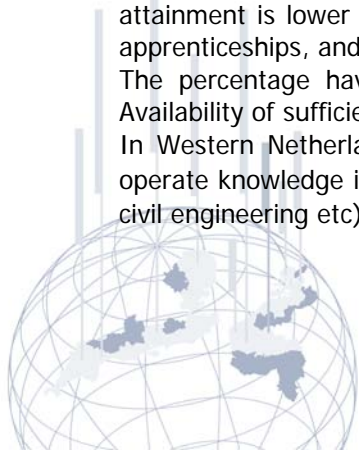 attainment is lower
apprenticeships, and
The percentage hav
Availability of sufficie
In Western Netherla
operate knowledge i
civil engineering etc)